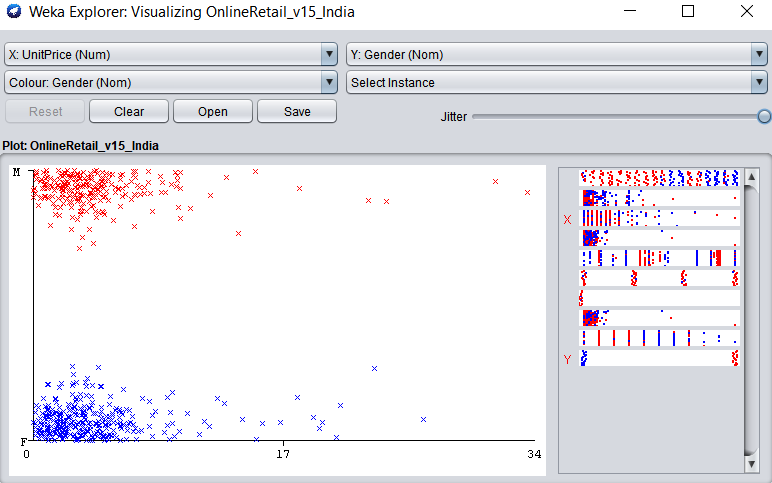 Weka Explorer: Visualizing OnlineRetail_v15_India
X: UnitPrice (Num) Y: Gender (Nom)
Colour: Gender (Nom) Select Instance
Reset Clear Open Save Jitter
Plot: OnlineRetail_v15_India
M
X
Y
F
0 17 34